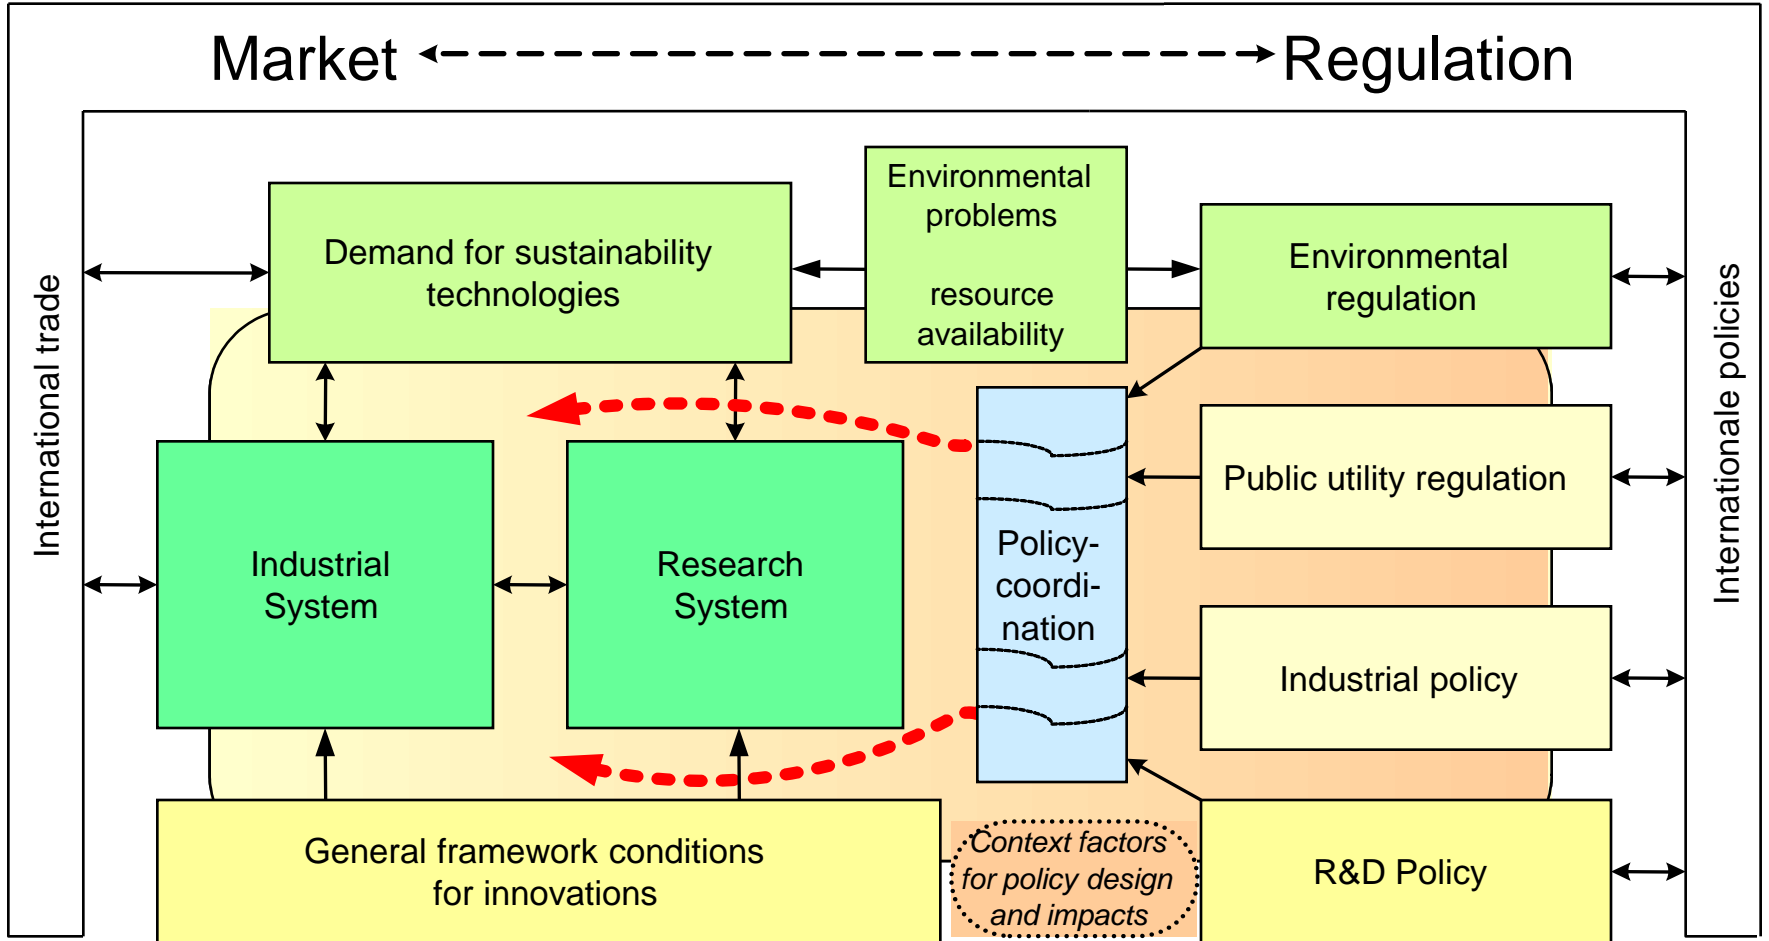 Market
Regulation
International trade
Internationale policies
Demand for sustainability
technologies
Environmental
problems
resource
availability
Environmental
regulation
Public utility regulation
Industrial
System
Research
System
Policy-
coordi-
nation
Industrial policy
General framework conditions
for innovations
Context factors
for policy design
and impacts
R&D Policy